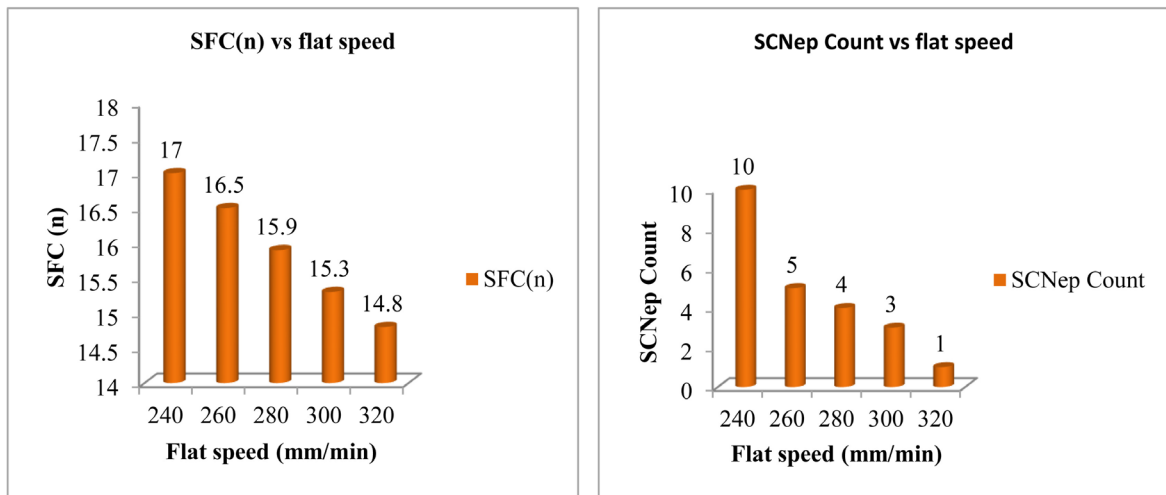 SFC(n) vs flat speed
18
17.5
17
16.5
16
15.5
15
14.5
14
SFC (n)
17
16.5
15.9
15.3
14.8
240 260 280 300 320
Flat speed (mm/min)
SFC(n)
SCNep Count vs flat speed
10
8
6
4
2
0
SCNep Count
10
5
4
3
1
240 260 280 300 320
Flat speed (mm/min)
SCNep Count